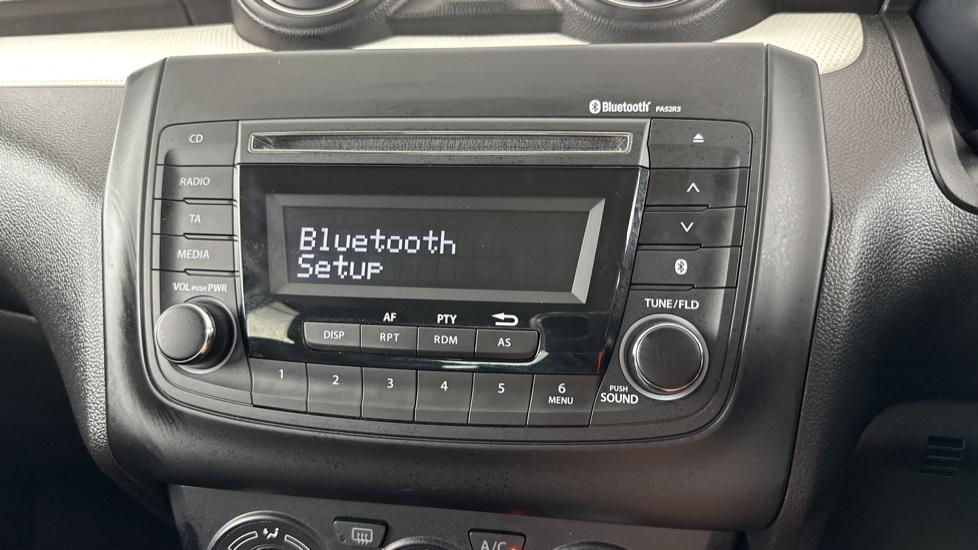 Bluetooth PA52R3
CD
RADIO
TA
MEDIA
VOL PUSH PWR
Bluetooth
Setup
TUNE/FLD
AF PTY
DISP RPT RDM AS
1 2 3 4 5 6
MENU
PUSH
SOUND
A/C